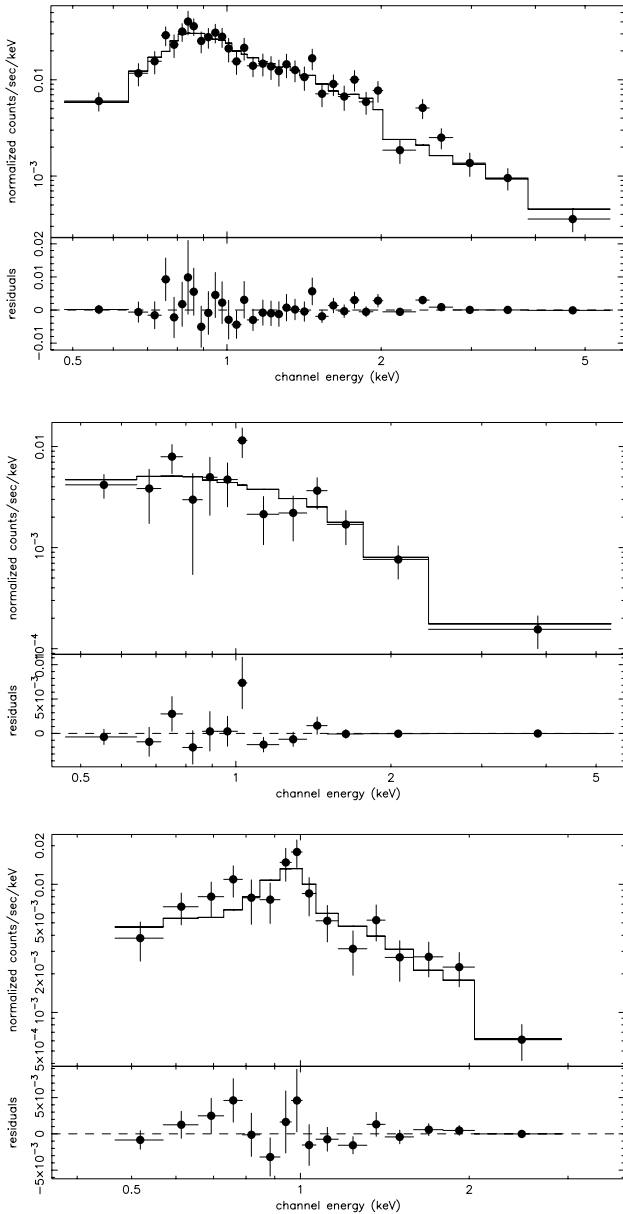 normalized counts/sec/keV
0.01
10−3
residuals
0.02
0.01
0
−0.01
0.5 1 2 5
channel energy (keV)
normalized counts/sec/keV
0.01
10−3
10−4
residuals
0.01
5×10−3
0
0.5 1 2 5
channel energy (keV)
normalized counts/sec/keV
0.02
0.01
5×10−3
2×10−3
10−3
5×10−4
residuals
5×10−3
0
−5×10−3
0.5 1 2
channel energy (keV)